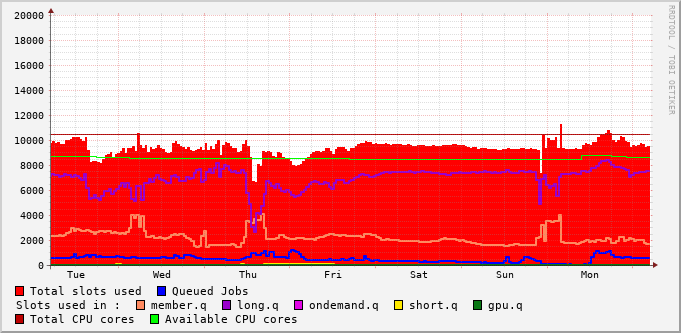 RRDTOOL / TOBI OETIKER
20000
18000
16000
14000
12000
10000
8000
6000
4000
2000
0
Tue Wed Thu Fri Sat Sun Mon
Total slots used Queued Jobs
Slots used in : member.q long.q ondemand.q short.q gpu.q
Total CPU cores Available CPU cores